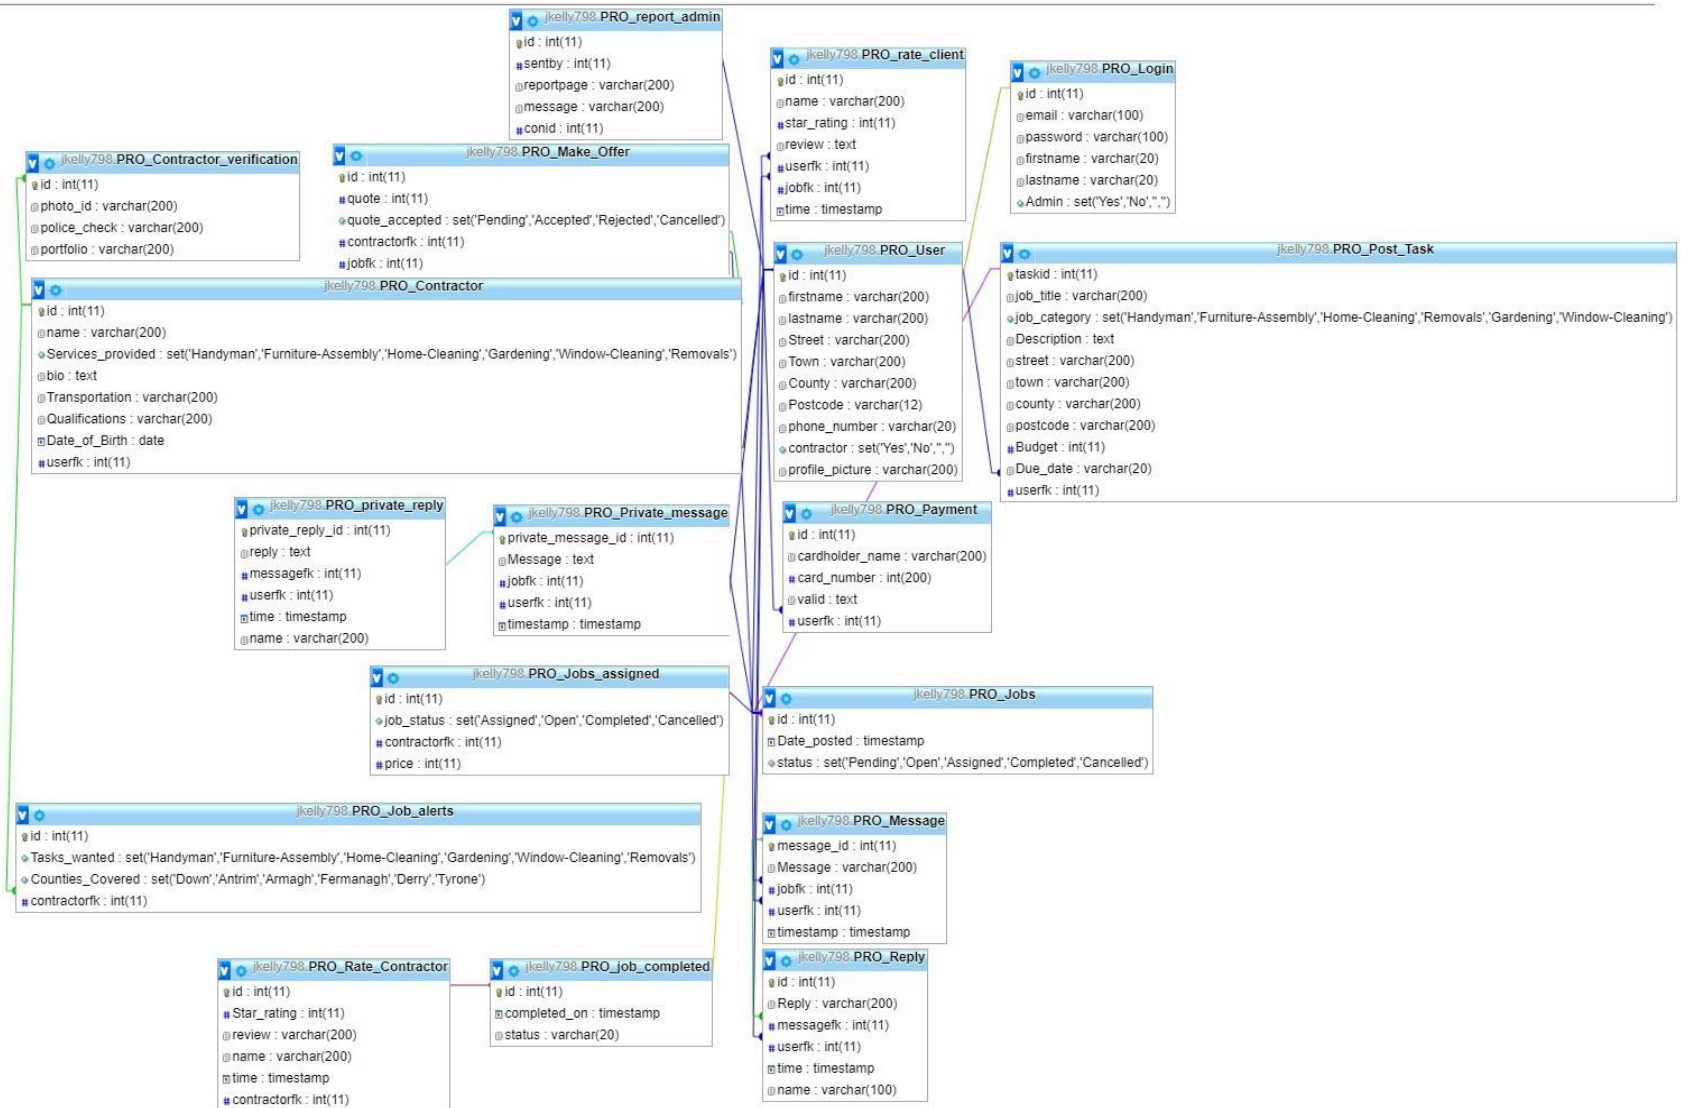 jkelly798.PRO_report_admin
id : int(11)
sentby : int(11)
reportpage : varchar(200)
message : varchar(200)
conid : int(11)
jkelly798.PRO_rate_client
id : int(11)
name : varchar(200)
star_rating : int(11)
review : text
userfk : int(11)
jobfk : int(11)
time : timestamp
jkelly798.PRO_Login
id : int(11)
email : varchar(100)
password : varchar(100)
firstname : varchar(20)
lastname : varchar(20)
Admin : set('Yes','No','','')
jkelly798.PRO_Contractor_verification
id : int(11)
photo_id : varchar(200)
police_check : varchar(200)
portfolio : varchar(200)
jkelly798.PRO_Make_Offer
id : int(11)
quote : int(11)
quote_accepted : set('Pending','Accepted','Rejected','Cancelled')
contractorfk : int(11)
jobfk : int(11)
jkelly798.PRO_Contractor
id : int(11)
name : varchar(200)
Services_provided : set('Handyman','Furniture-Assembly','Home-Cleaning','Gardening','Window-Cleaning','Removals')
bio : text
Transportation : varchar(200)
Qualifications : varchar(200)
Date_of_Birth : date
userfk : int(11)
jkelly798.PRO_User
id : int(11)
firstname : varchar(200)
lastname : varchar(200)
Street : varchar(200)
Town : varchar(200)
County : varchar(200)
Postcode : varchar(12)
phone_number : varchar(20)
contractor : set('Yes','No','','')
profile_picture : varchar(200)
jkelly798.PRO_Post_Task
taskid : int(11)
job_title : varchar(200)
job_category : set('Handyman','Furniture-Assembly','Home-Cleaning','Removals','Gardening','Window-Cleaning')
Description : text
street : varchar(200)
town : varchar(200)
county : varchar(200)
postcode : varchar(200)
Budget : int(11)
Due_date : varchar(20)
userfk : int(11)
jkelly798.PRO_private_reply
private_reply_id : int(11)
reply : text
messagefk : int(11)
userfk : int(11)
time : timestamp
name : varchar(200)
jkelly798.PRO_Private_message
private_message_id : int(11)
Message : text
jobfk : int(11)
userfk : int(11)
timestamp : timestamp
jkelly798.PRO_Payment
id : int(11)
cardholder_name : varchar(200)
card_number : int(200)
valid : text
userfk : int(11)
jkelly798.PRO_Jobs_assigned
id : int(11)
job_status : set('Assigned','Open','Completed','Cancelled')
contractorfk : int(11)
price : int(11)
jkelly798.PRO_Jobs
id : int(11)
Date_posted : timestamp
status : set('Pending','Open','Assigned','Completed','Cancelled')
jkelly798.PRO_Job_alerts
id : int(11)
Tasks_wanted : set('Handyman','Furniture-Assembly','Home-Cleaning','Gardening','Window-Cleaning','Removals')
Counties_Covered : set('Down','Antrim','Armagh','Fermanagh','Derry','Tyrone')
contractorfk : int(11)
jkelly798.PRO_Message
message_id : int(11)
Message : varchar(200)
jobfk : int(11)
userfk : int(11)
timestamp : timestamp
jkelly798.PRO_Rate_Contractor
id : int(11)
Star_rating : int(11)
review : varchar(200)
name : varchar(200)
time : timestamp
contractorfk : int(11)
jkelly798.PRO_job_completed
id : int(11)
completed_on : timestamp
status : varchar(20)
jkelly798.PRO_Reply
id : int(11)
Reply : varchar(200)
messagefk : int(11)
userfk : int(11)
time : timestamp
name : varchar(100)